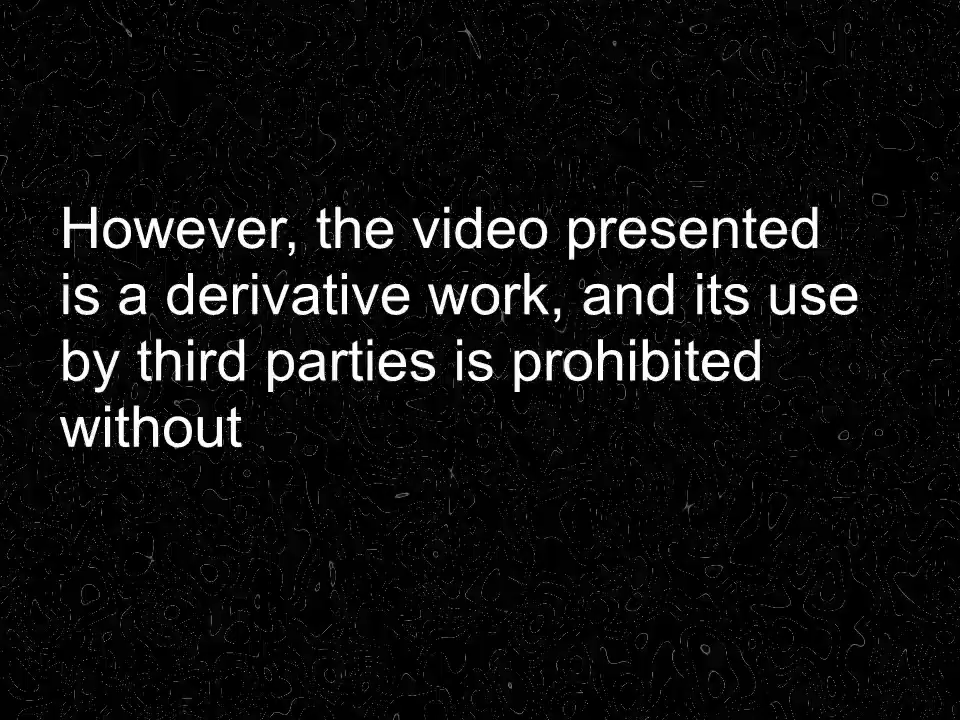 However, the video presented
is a derivative work, and its use
by third parties is prohibited
without